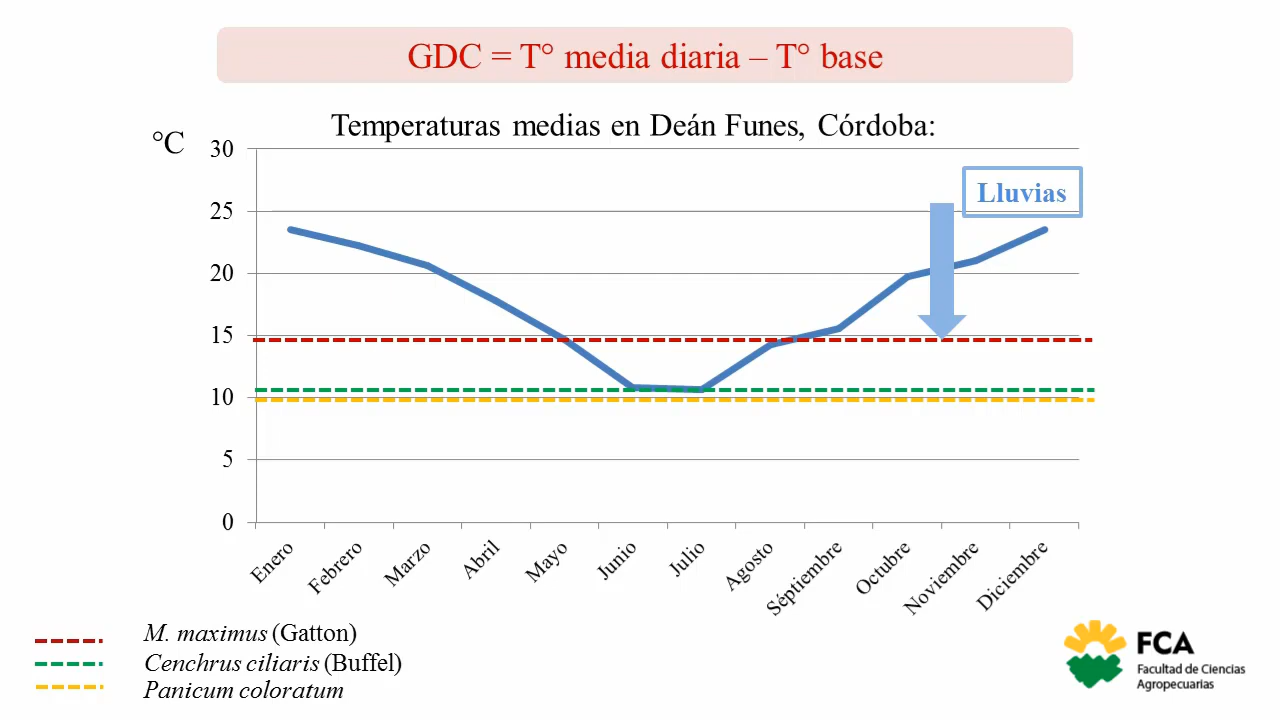 GDC = T° media diaria – T° base
Temperaturas medias en Deán Funes, Córdoba:
°C
30
25
20
15
10
5
0
Lluvias
Enero
Febrero
Marzo
Abril
Mayo
Junio
Julio
Agosto
Séptiembre
Octubre
Noviembre
Diciembre
M. maximus (Gatton)
Cenchrus ciliaris (Buffel)
Panicum coloratum
FCA
Facultad de Ciencias
Agropecuarias